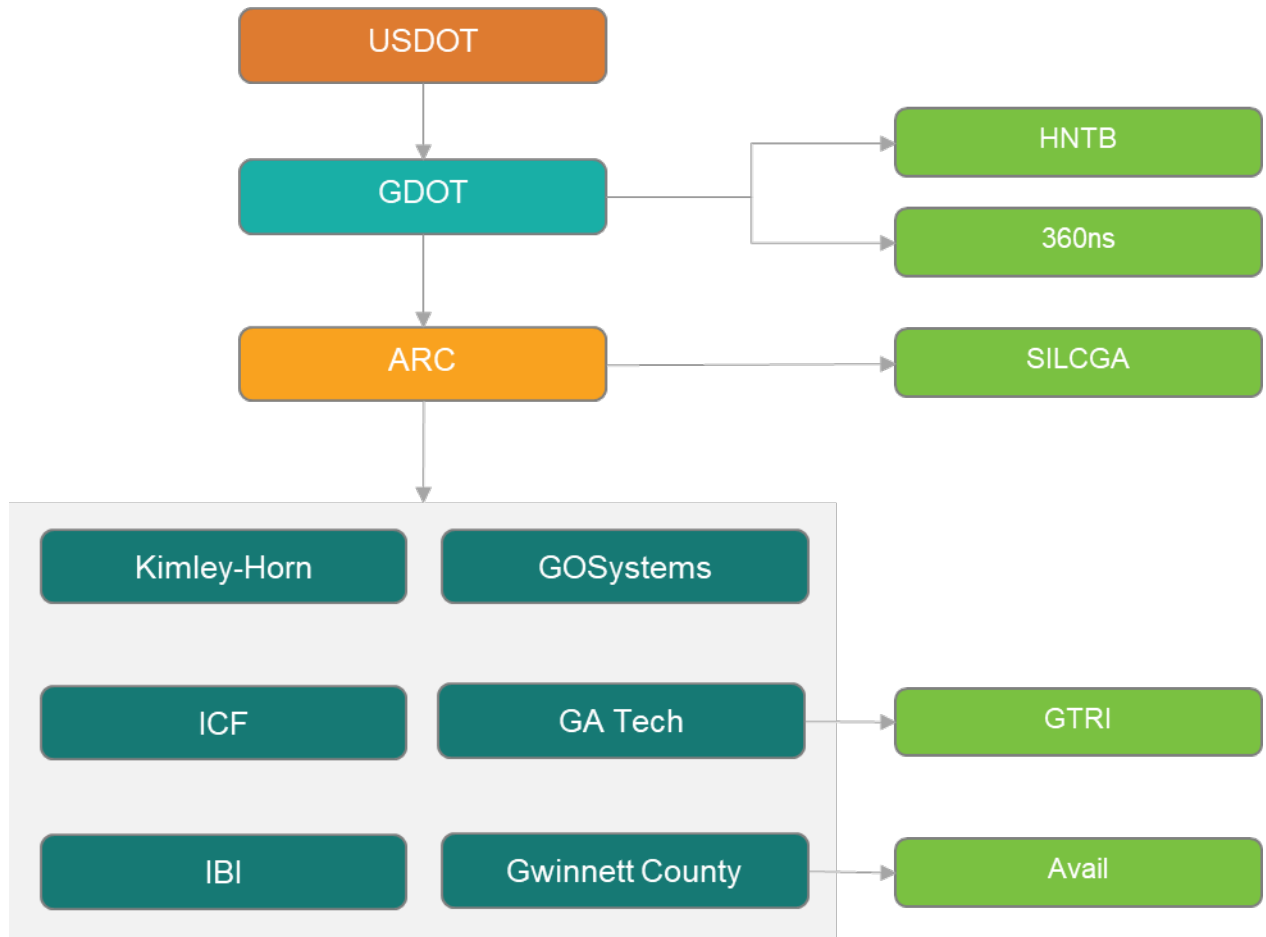 USDOT
GDOT
HNTB
360ns
ARC
SILCGA
Kimley-Horn
GOSystems
ICF
GA Tech
GTRI
IBI
Gwinnett County
Avail